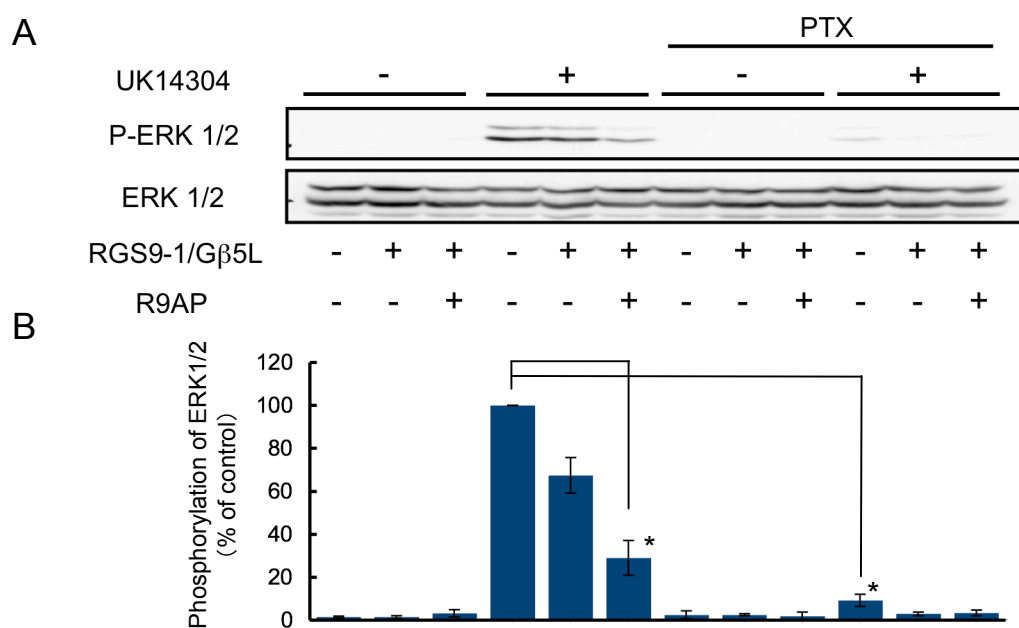 A
PTX
UK14304 - + - +
P-ERK 1/2
ERK 1/2
RGS9-1/Gβ5L - + + - + + - + + - + +
R9AP - - + - - + - - + - - +
B
Phosphorylation of ERK1/2
(% of control)
120
100
80
60
40
20
0
*
*